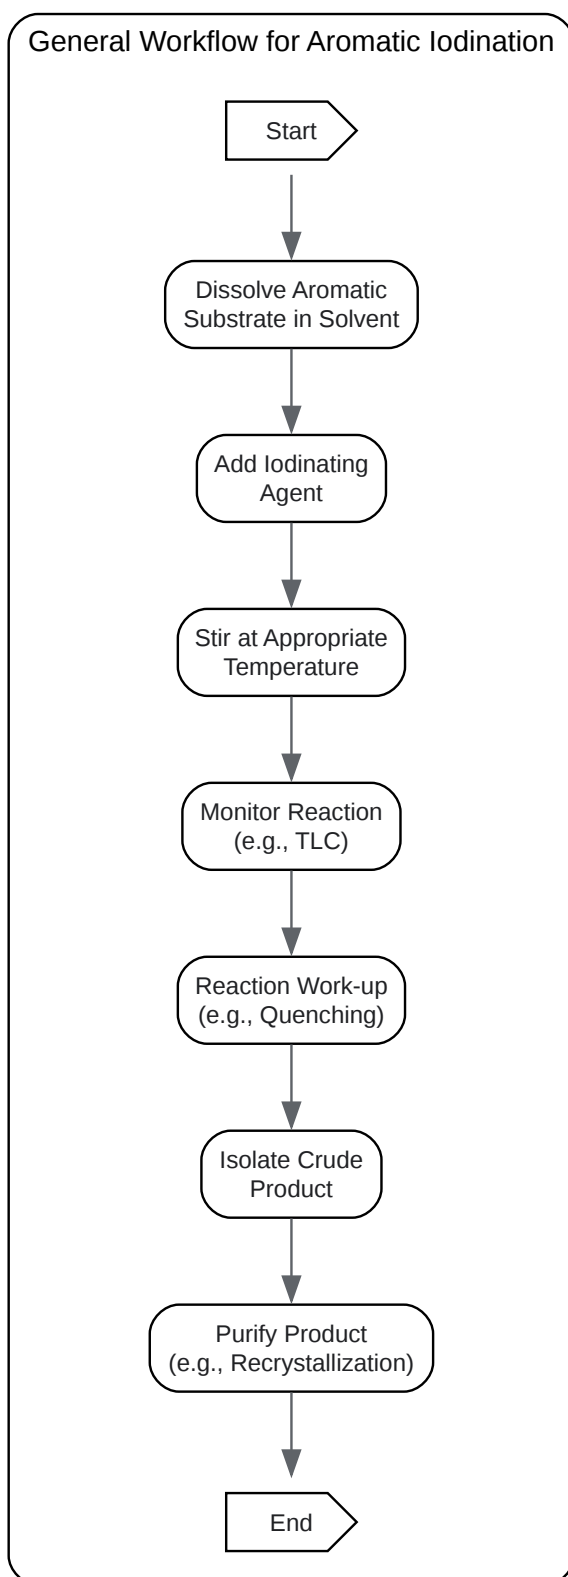 General Workflow for Aromatic Iodination
Start
Dissolve Aromatic
Substrate in Solvent
Add Iodinating
Agent
Stir at Appropriate
Temperature
Monitor Reaction
(e.g., TLC)
Reaction Work-up
(e.g., Quenching)
Isolate Crude
Product
Purify Product
(e.g., Recrystallization)
End